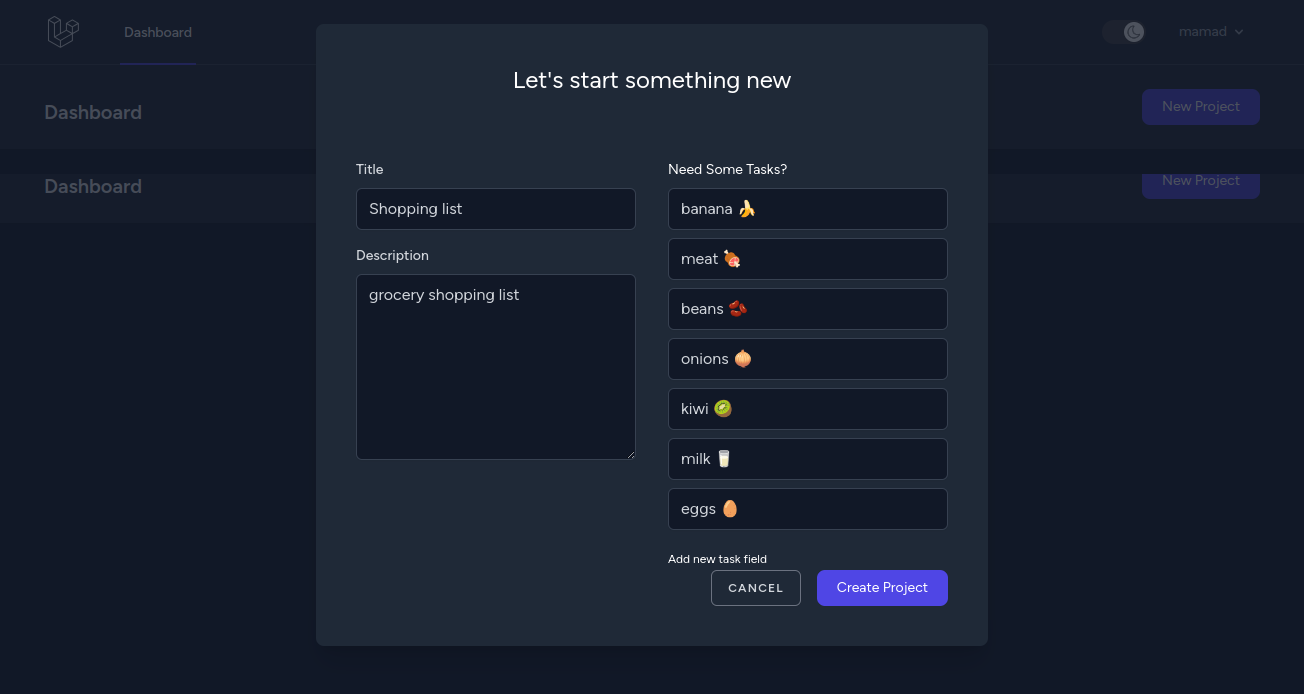 Dashboard
mamad
Dashboard
New Project
Dashboard
New Project
Let's start something new
Title
Shopping list
Description
grocery shopping list
Need Some Tasks?
banana 🍌
meat 🍖
beans 🫘
onions 🧅
kiwi 🥝
milk 🥛
eggs 🥚
Add new task field
CANCEL
Create Project